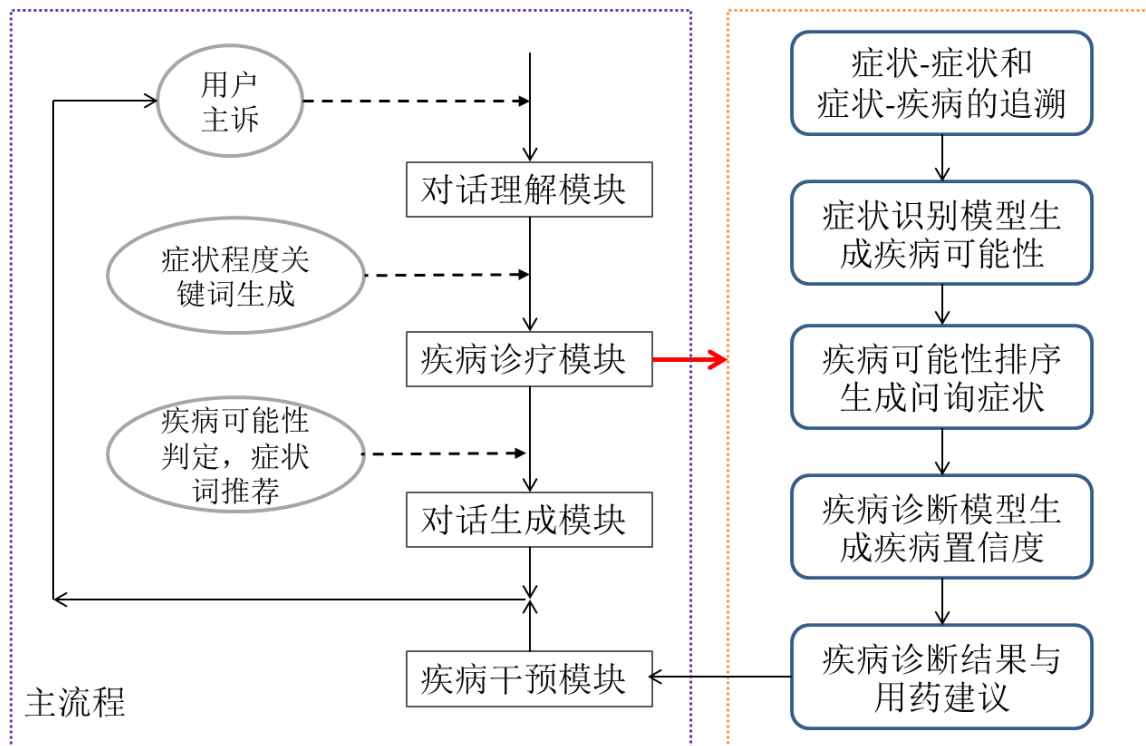 用户
主诉
对话理解模块
症状程度关
键词生成
疾病诊疗模块
疾病可能性
判定，症状
词推荐
对话生成模块
疾病干预模块
主流程
症状-症状和
症状-疾病的追溯
症状识别模型生
成疾病可能性
疾病可能性排序
生成问询症状
疾病诊断模型生
成疾病置信度
疾病诊断结果与
用药建议